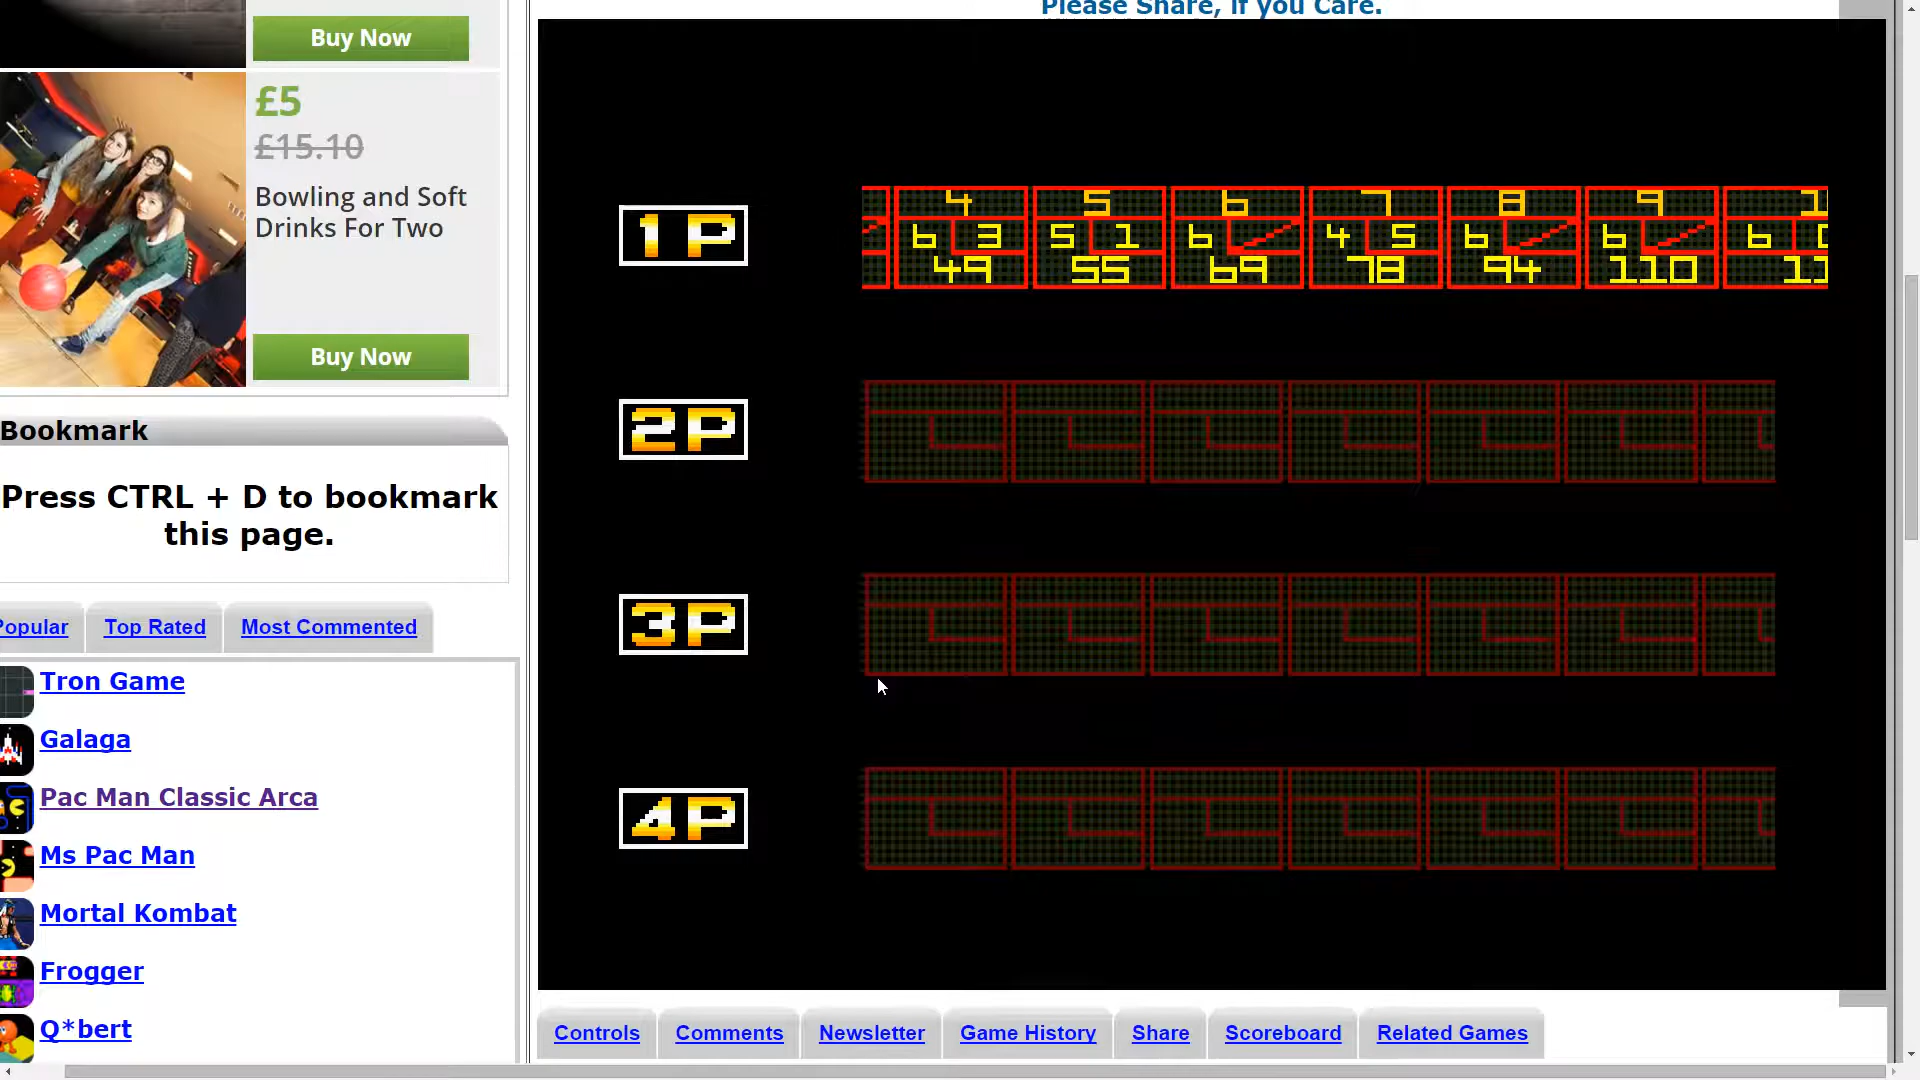 Please Share, if you Care.
Buy Now
£5
£15.10
Bowling and Soft
Drinks For Two
Buy Now
Bookmark
Press CTRL + D to bookmark
this page.
Popular Top Rated Most Commented
Tron Game
Galaga
Pac Man Classic Arca
Ms Pac Man
Mortal Kombat
Frogger
Q*bert
1P
4 5 6 7 8 9 1
6 3 5 1 6 4 5 6 6 6
49 55 69 78 94 110 11
2P
3P
4P
Controls Comments Newsletter Game History Share Scoreboard Related Games